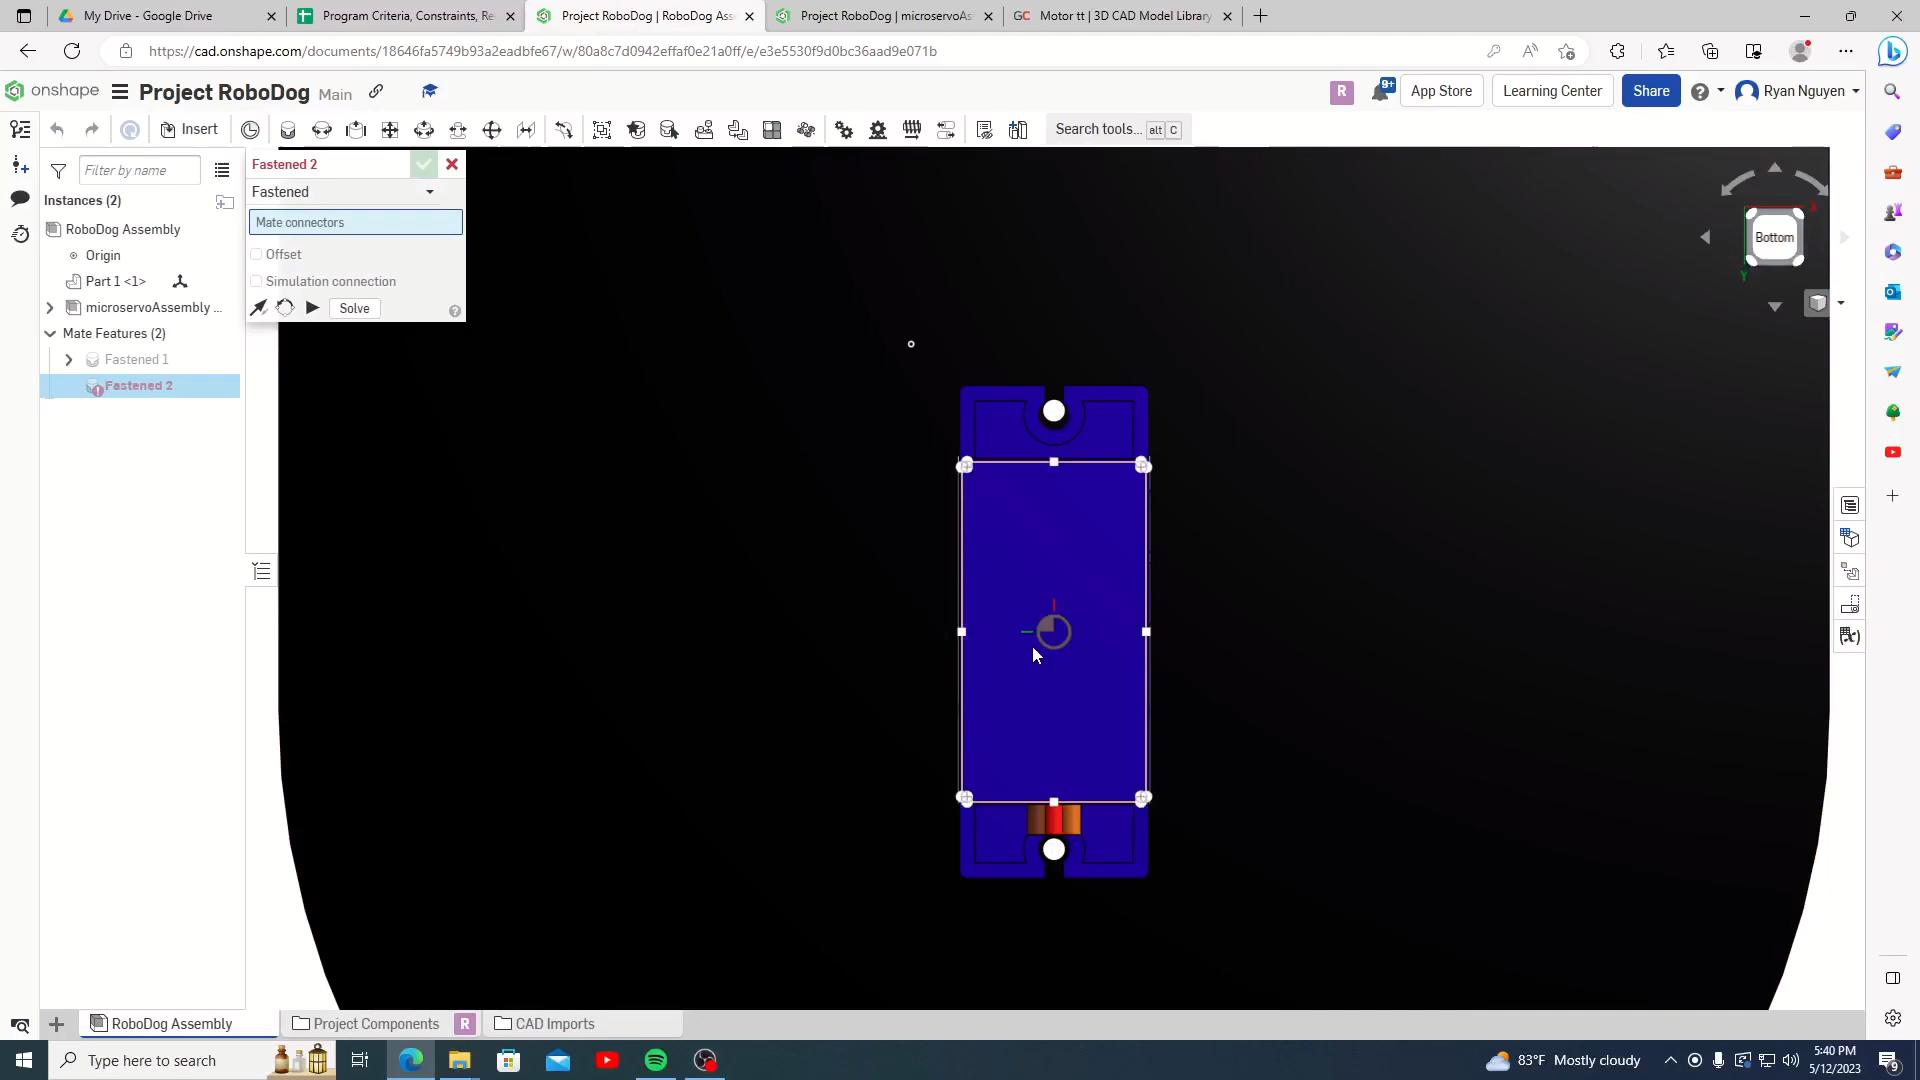 My Drive - Google Drive
Program Criteria, Constraints, Re
Project RoboDog | RoboDog Ass
Project RoboDog | microservoAs
GC Motor tt | 3D CAD Model Library
https://cad.onshape.com/documents/18646fa5749b93a2eadbfe67/w/80a8c7d0942effaf0e21a0ff/e/e3e5530f9d0bc36aad9e071b
onshape
Project RoboDog Main
R
9+
App Store
Learning Center
Share
Ryan Nguyen
Insert
Search tools... alt C
Filter by name
Instances (2)
RoboDog Assembly
Origin
Part 1 <1>
microservoAssembly ...
Mate Features (2)
Fastened 1
Fastened 2
Fastened 2
Fastened
Mate connectors
Offset
Simulation connection
Solve
Bottom
X
Y
RoboDog Assembly
Project Components
R
CAD Imports
Type here to search
83°F Mostly cloudy
5:40 PM
5/12/2023
9